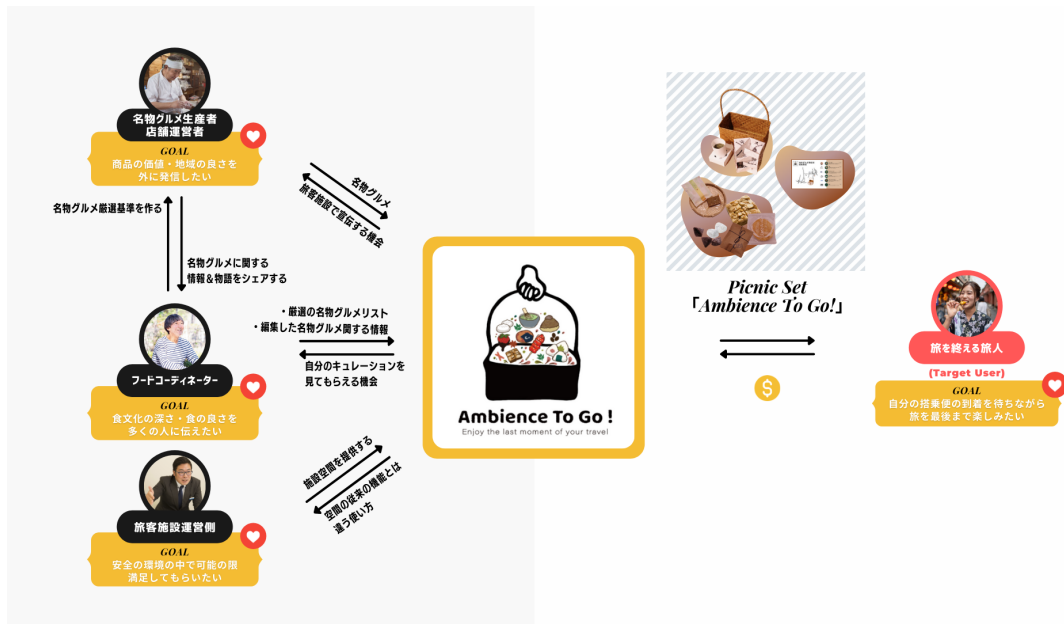 名物グルメ生産者
店舗運営者
GOAL
商品の価値・地域の良さを
外に発信したい
名物グルメ厳選基準を作る
名物グルメに関する
情報&物語をシェアする
名物グルメ
旅客施設で宣伝する機会
フードコーディネーター
GOAL
食文化の深さ・食の良さを
多くの人に伝えたい
・厳選の名物グルメリスト
・編集した名物グルメ関する情報
自分のキュレーションを
見てもらえる機会
旅客施設運営側
GOAL
安全の環境の中で可能の限
満足してもらいたい
施設空間を提供する
空間の従来の機能とは
違う使い方
Ambience To Go !
Enjoy the last moment of your travel
Picnic Set
「Ambience To Go!」
$
旅を終える旅人
(Target User)
GOAL
自分の搭乗便の到着を待ちながら
旅を最後まで楽しみたい